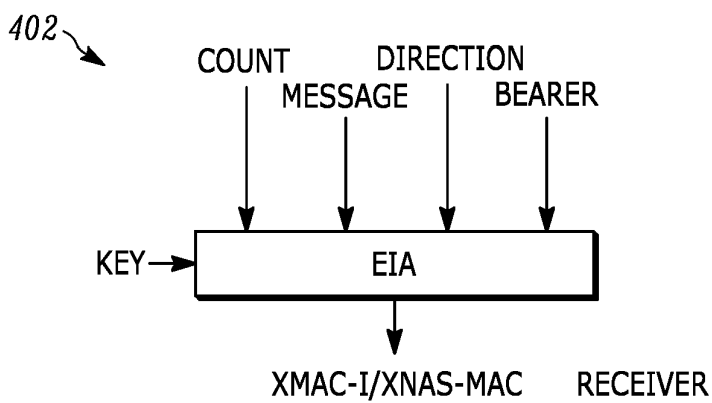 402
COUNT DIRECTION
MESSAGE BEARER
KEY EIA
XMAC-I/XNAS-MAC RECEIVER